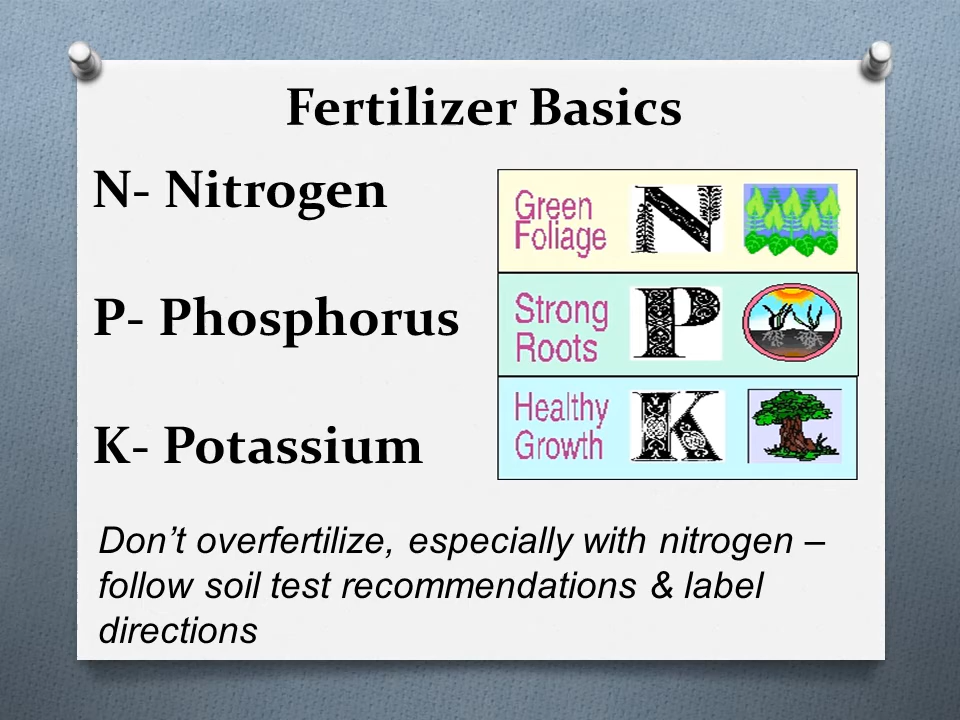 Fertilizer Basics
N- Nitrogen
Green
Foliage
N
P- Phosphorus
Strong
Roots
P
K- Potassium
Healthy
Growth
K
Don’t overfertilize, especially with nitrogen –
follow soil test recommendations & label
directions